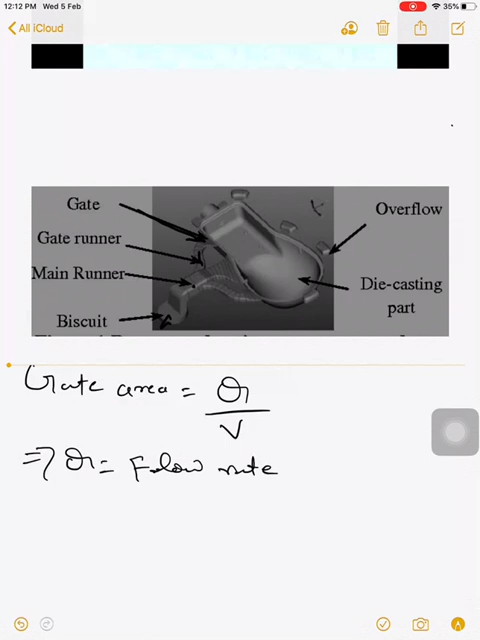 12:12 PM Wed 5 Feb
35%
All iCloud
Gate
Overflow
Gate runner
Main Runner
Die-casting
part
Biscuit
Gate area = Q
V
⇒ Q = Flow rate